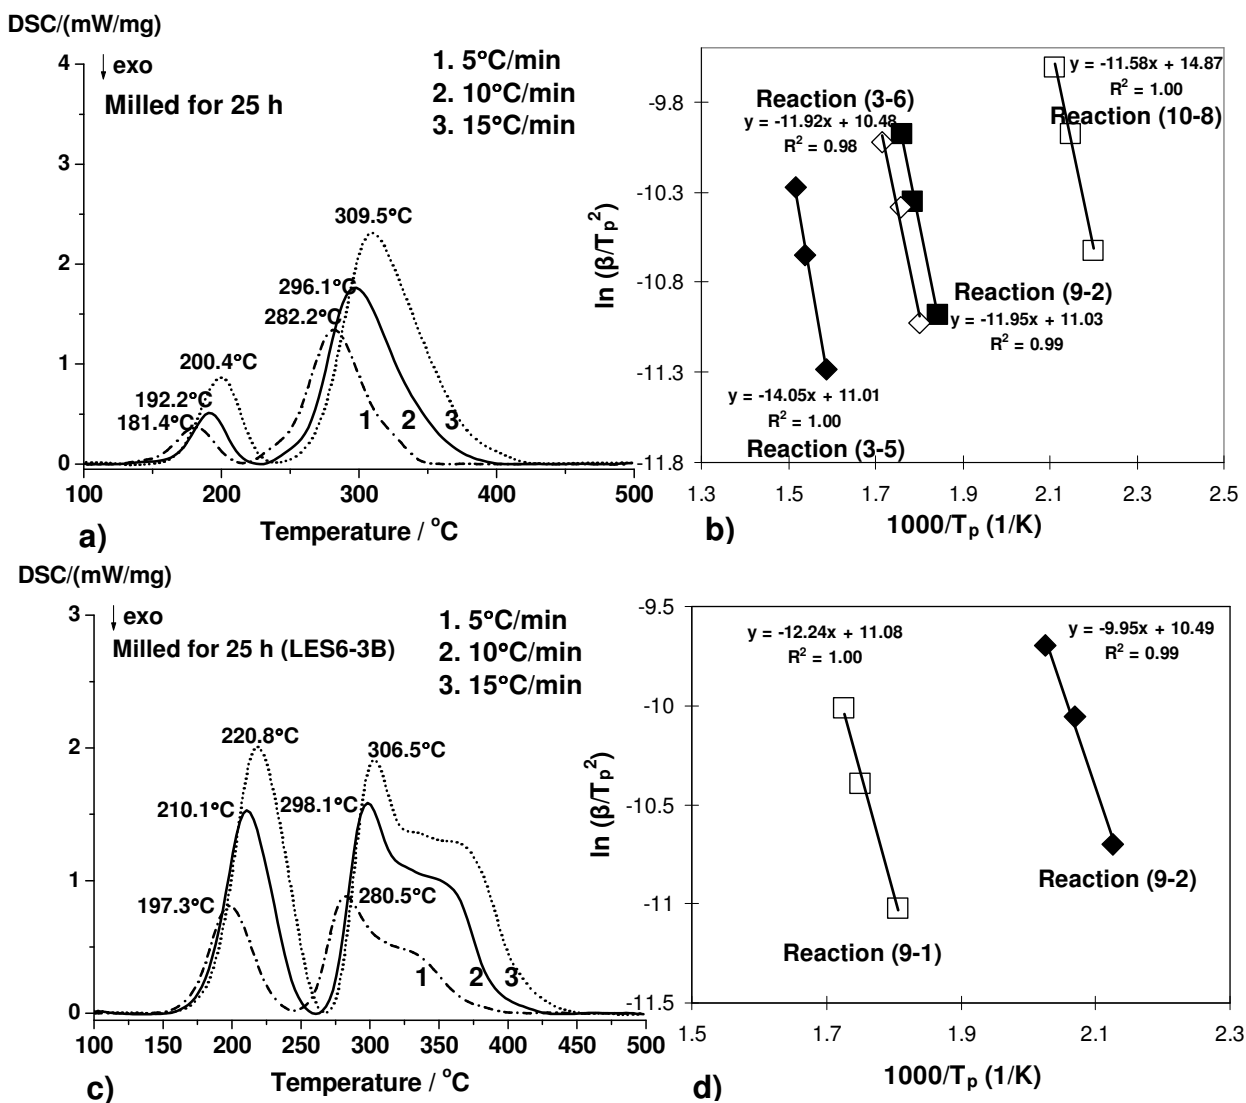 DSC/(mW/mg)
↓ exo
Milled for 25 h
1. 5°C/min
2. 10°C/min
3. 15°C/min
4
3
2
1
0
309.5°C
296.1°C
282.2°C
200.4°C
192.2°C
181.4°C
1 2 3
100 200 300 400 500
Temperature / °C
a)
ln (β/Tp²)
-9.8
-10.3
-10.8
-11.3
-11.8
Reaction (3-6)
y = -11.92x + 10.48
R² = 0.98
y = -11.58x + 14.87
R² = 1.00
Reaction (10-8)
Reaction (9-2)
y = -11.95x + 11.03
R² = 0.99
y = -14.05x + 11.01
R² = 1.00
Reaction (3-5)
1.3 1.5 1.7 1.9 2.1 2.3 2.5
1000/Tp (1/K)
b)
DSC/(mW/mg)
↓ exo
Milled for 25 h (LES6-3B)
1. 5°C/min
2. 10°C/min
3. 15°C/min
3
2
1
0
220.8°C
306.5°C
210.1°C
298.1°C
197.3°C
280.5°C
1 2 3
100 150 200 250 300 350 400 450 500
Temperature / °C
c)
ln (β/Tp²)
-9.5
-10
-10.5
-11
-11.5
y = -12.24x + 11.08
R² = 1.00
y = -9.95x + 10.49
R² = 0.99
Reaction (9-2)
Reaction (9-1)
1.5 1.7 1.9 2.1 2.3
1000/Tp (1/K)
d)